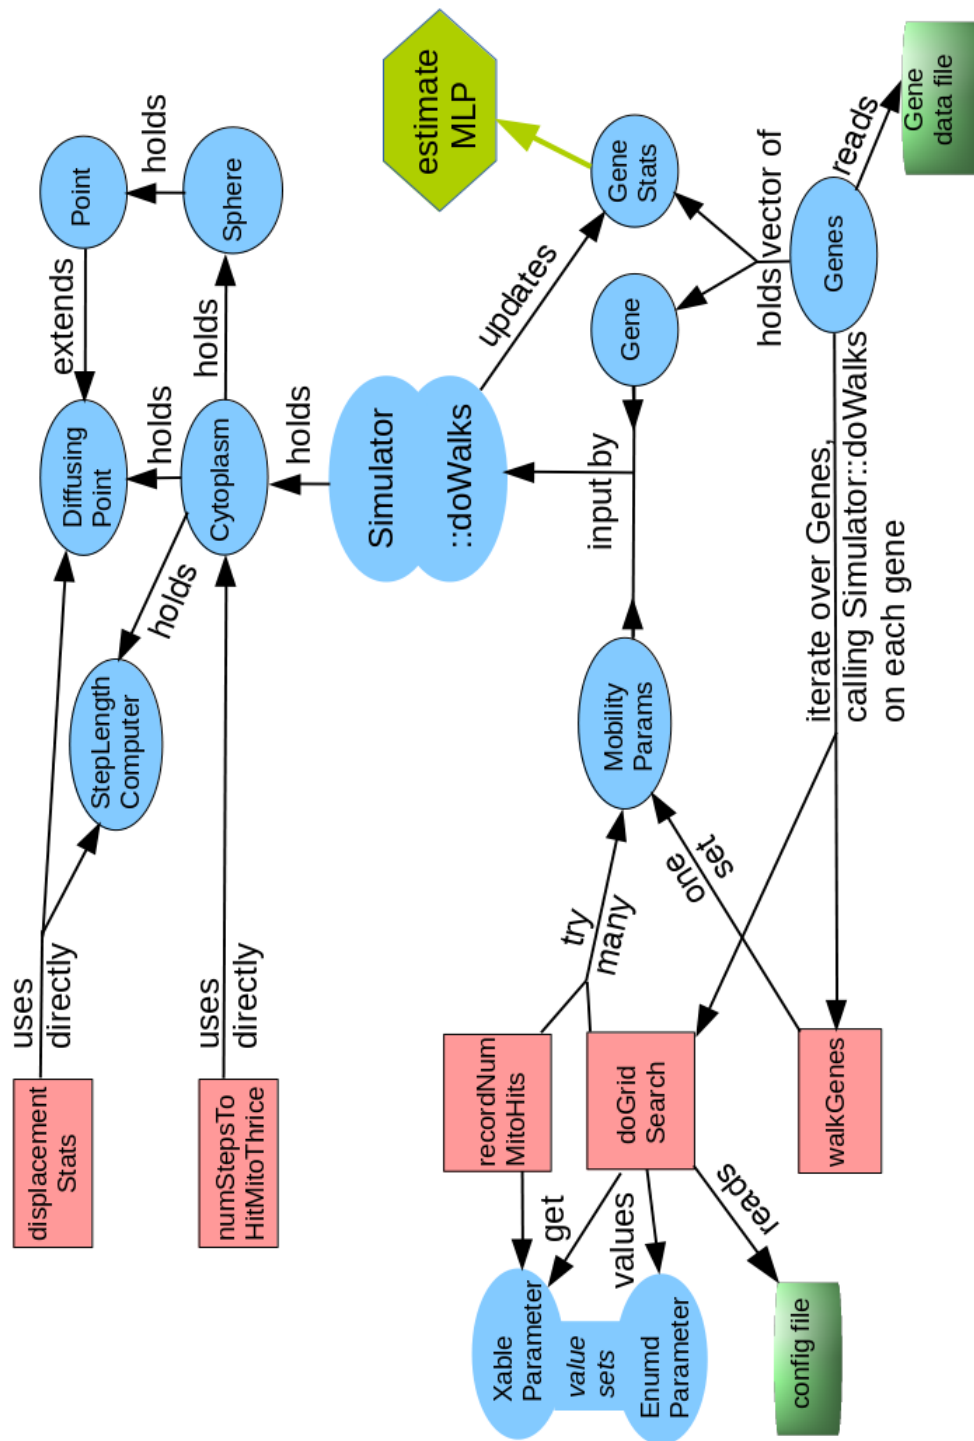 displacement
Stats
uses
directly
numStepsTo
HitMitoThrice
uses
directly
StepLength
Computer
Diffusing
Point
extends
Point
holds
Sphere
holds
holds
Cytoplasm
holds
holds
Simulator
::doWalks
updates
estimate
MLP
Gene
Stats
Gene
input by
holds vector of
Genes
reads
Gene
data file
iterate over Genes,
calling Simulator::doWalks
on each gene
Mobility
Params
try
many
one
set
recordNum
MitoHits
doGrid
Search
walkGenes
get
values
reads
Xable
Parameter
value
sets
Enumd
Parameter
config file